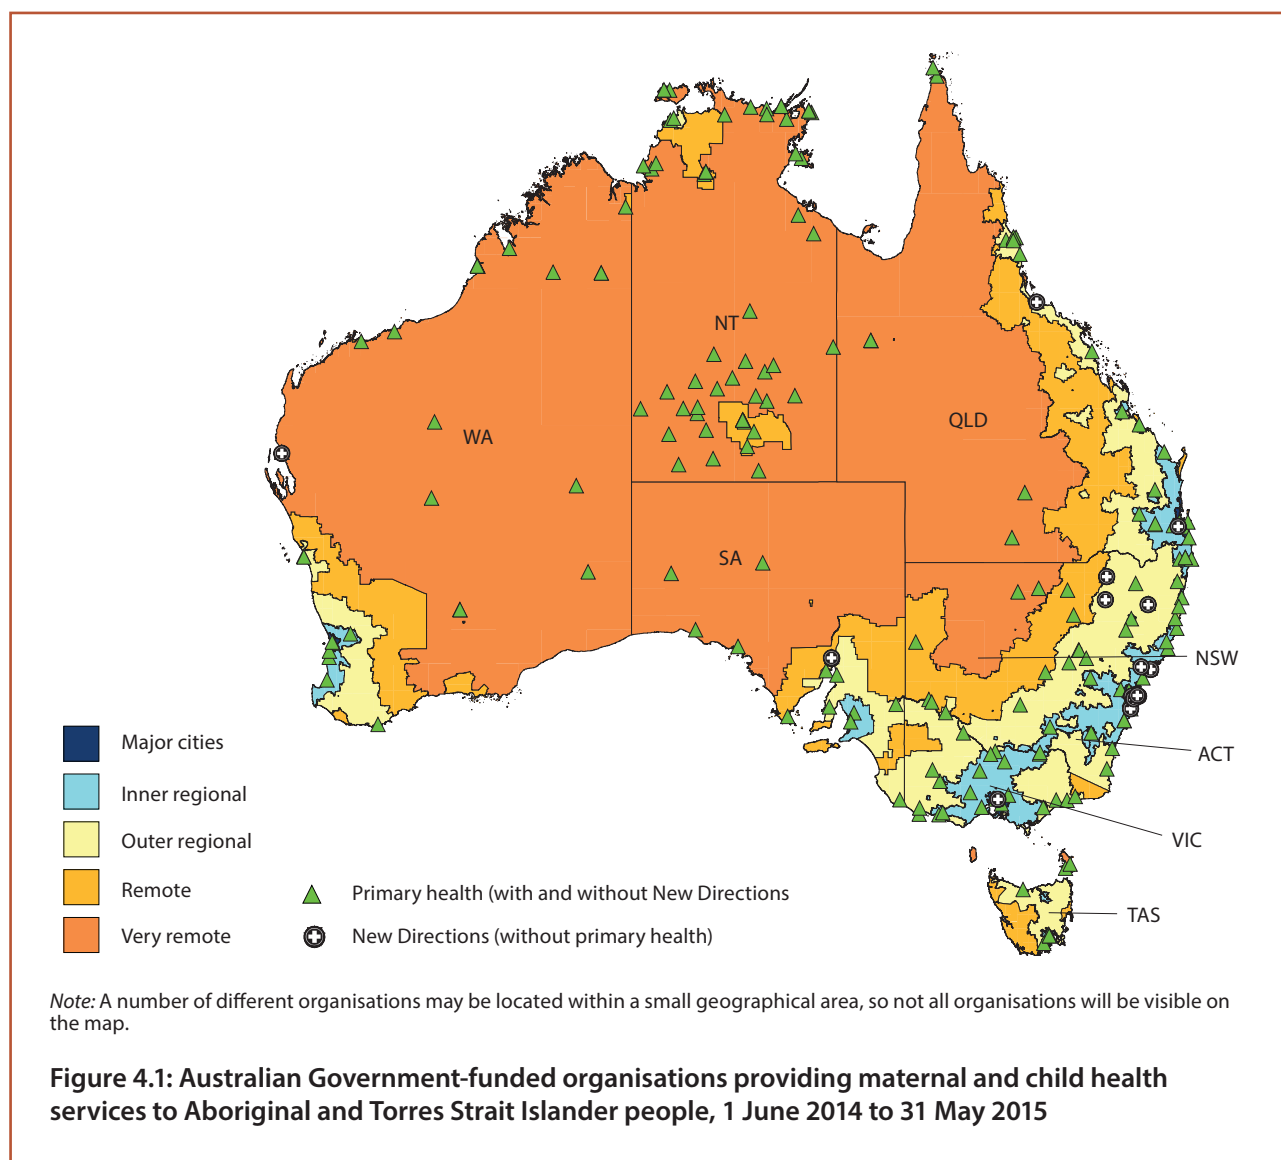 NT
WA
QLD
SA
NSW
ACT
VIC
TAS
Major cities
Inner regional
Outer regional
Remote
Very remote
Primary health (with and without New Directions
New Directions (without primary health)
Note: A number of different organisations may be located within a small geographical area, so not all organisations will be visible on
the map.
Figure 4.1: Australian Government-funded organisations providing maternal and child health
services to Aboriginal and Torres Strait Islander people, 1 June 2014 to 31 May 2015